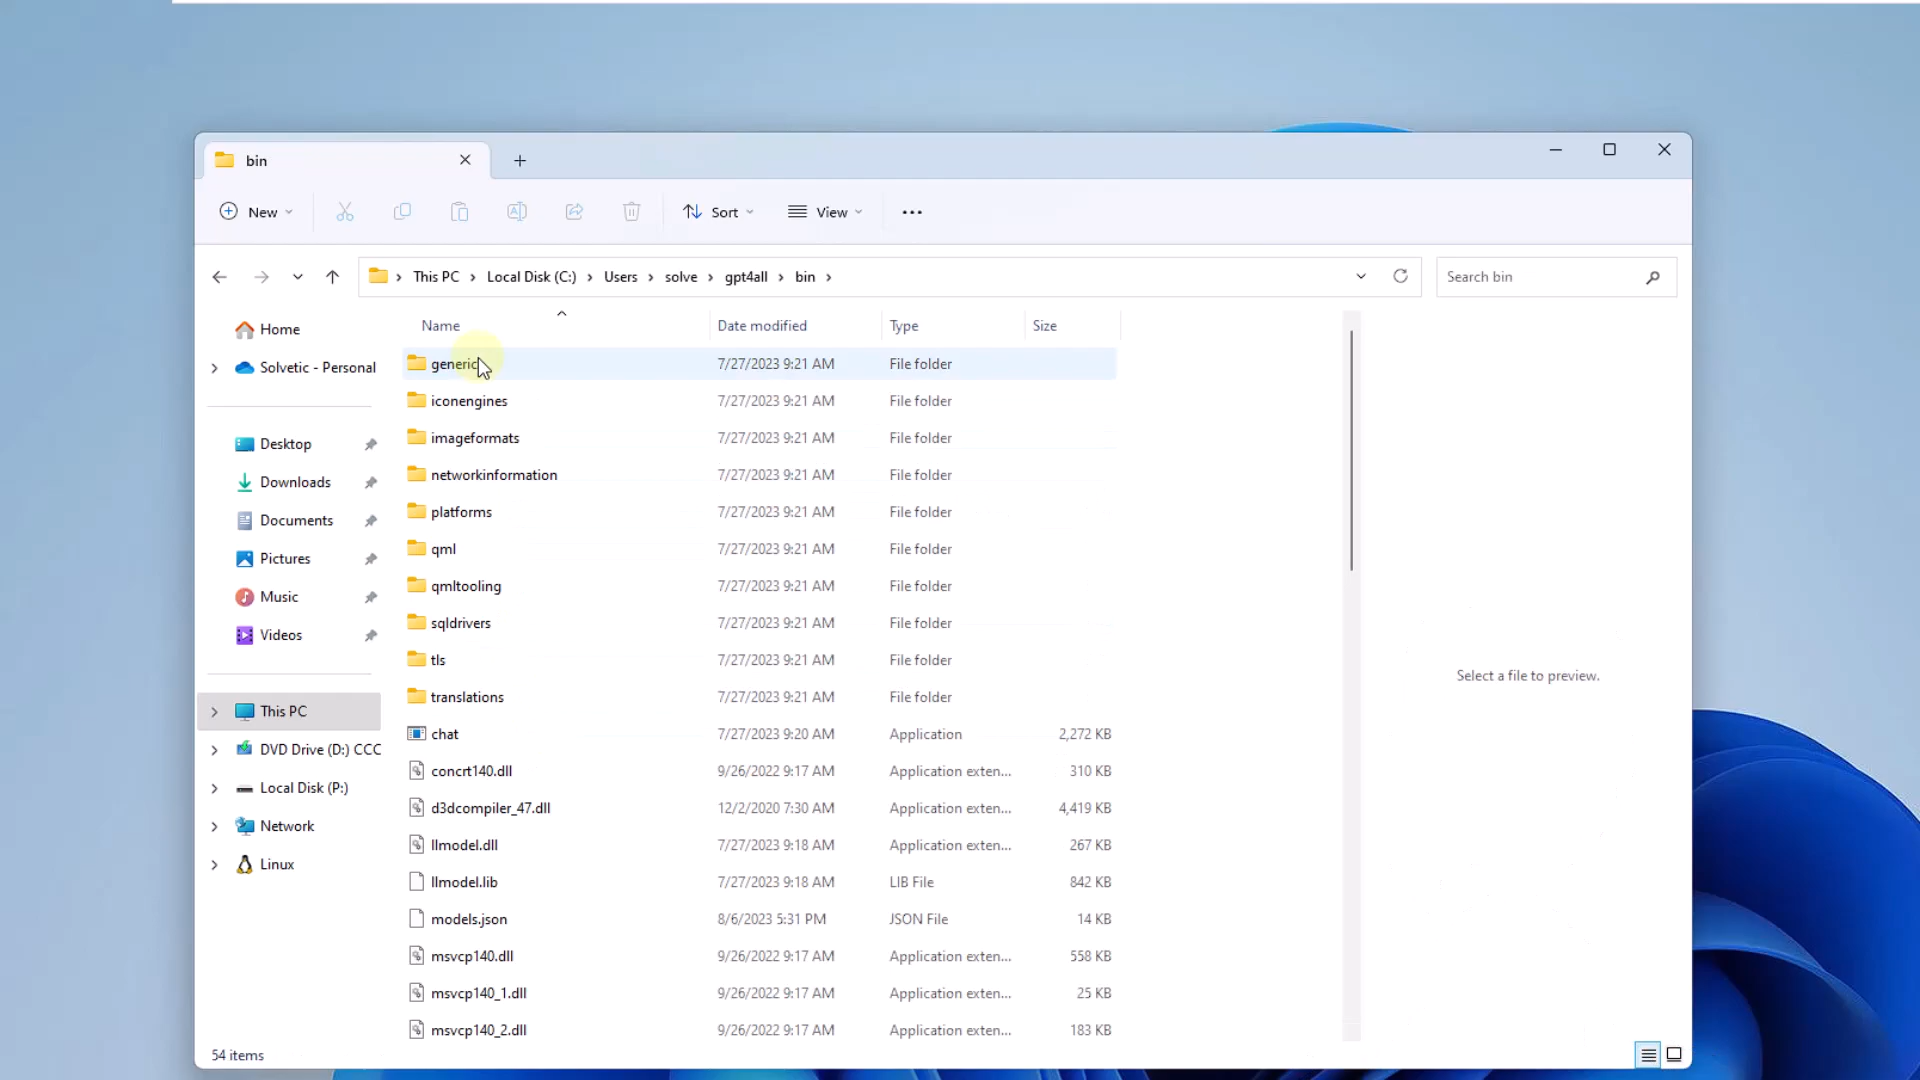 bin
New
Sort
View
This PC
Local Disk (C:)
Users
solve
gpt4all
bin
Search bin
Name
Date modified
Type
Size
Home
Solvetic - Personal
Desktop
Downloads
Documents
Pictures
Music
Videos
This PC
DVD Drive (D:) CCC
Local Disk (P:)
Network
Linux
generic 7/27/2023 9:21 AM File folder
iconengines 7/27/2023 9:21 AM File folder
imageformats 7/27/2023 9:21 AM File folder
networkinformation 7/27/2023 9:21 AM File folder
platforms 7/27/2023 9:21 AM File folder
qml 7/27/2023 9:21 AM File folder
qmltooling 7/27/2023 9:21 AM File folder
sqldrivers 7/27/2023 9:21 AM File folder
tls 7/27/2023 9:21 AM File folder
translations 7/27/2023 9:21 AM File folder
chat 7/27/2023 9:20 AM Application 2,272 KB
concrt140.dll 9/26/2022 9:17 AM Application exten... 310 KB
d3dcompiler_47.dll 12/2/2020 7:30 AM Application exten... 4,419 KB
llmodel.dll 7/27/2023 9:18 AM Application exten... 267 KB
llmodel.lib 7/27/2023 9:18 AM LIB File 842 KB
models.json 8/6/2023 5:31 PM JSON File 14 KB
msvcp140.dll 9/26/2022 9:17 AM Application exten... 558 KB
msvcp140_1.dll 9/26/2022 9:17 AM Application exten... 25 KB
msvcp140_2.dll 9/26/2022 9:17 AM Application exten... 183 KB
Select a file to preview.
54 items